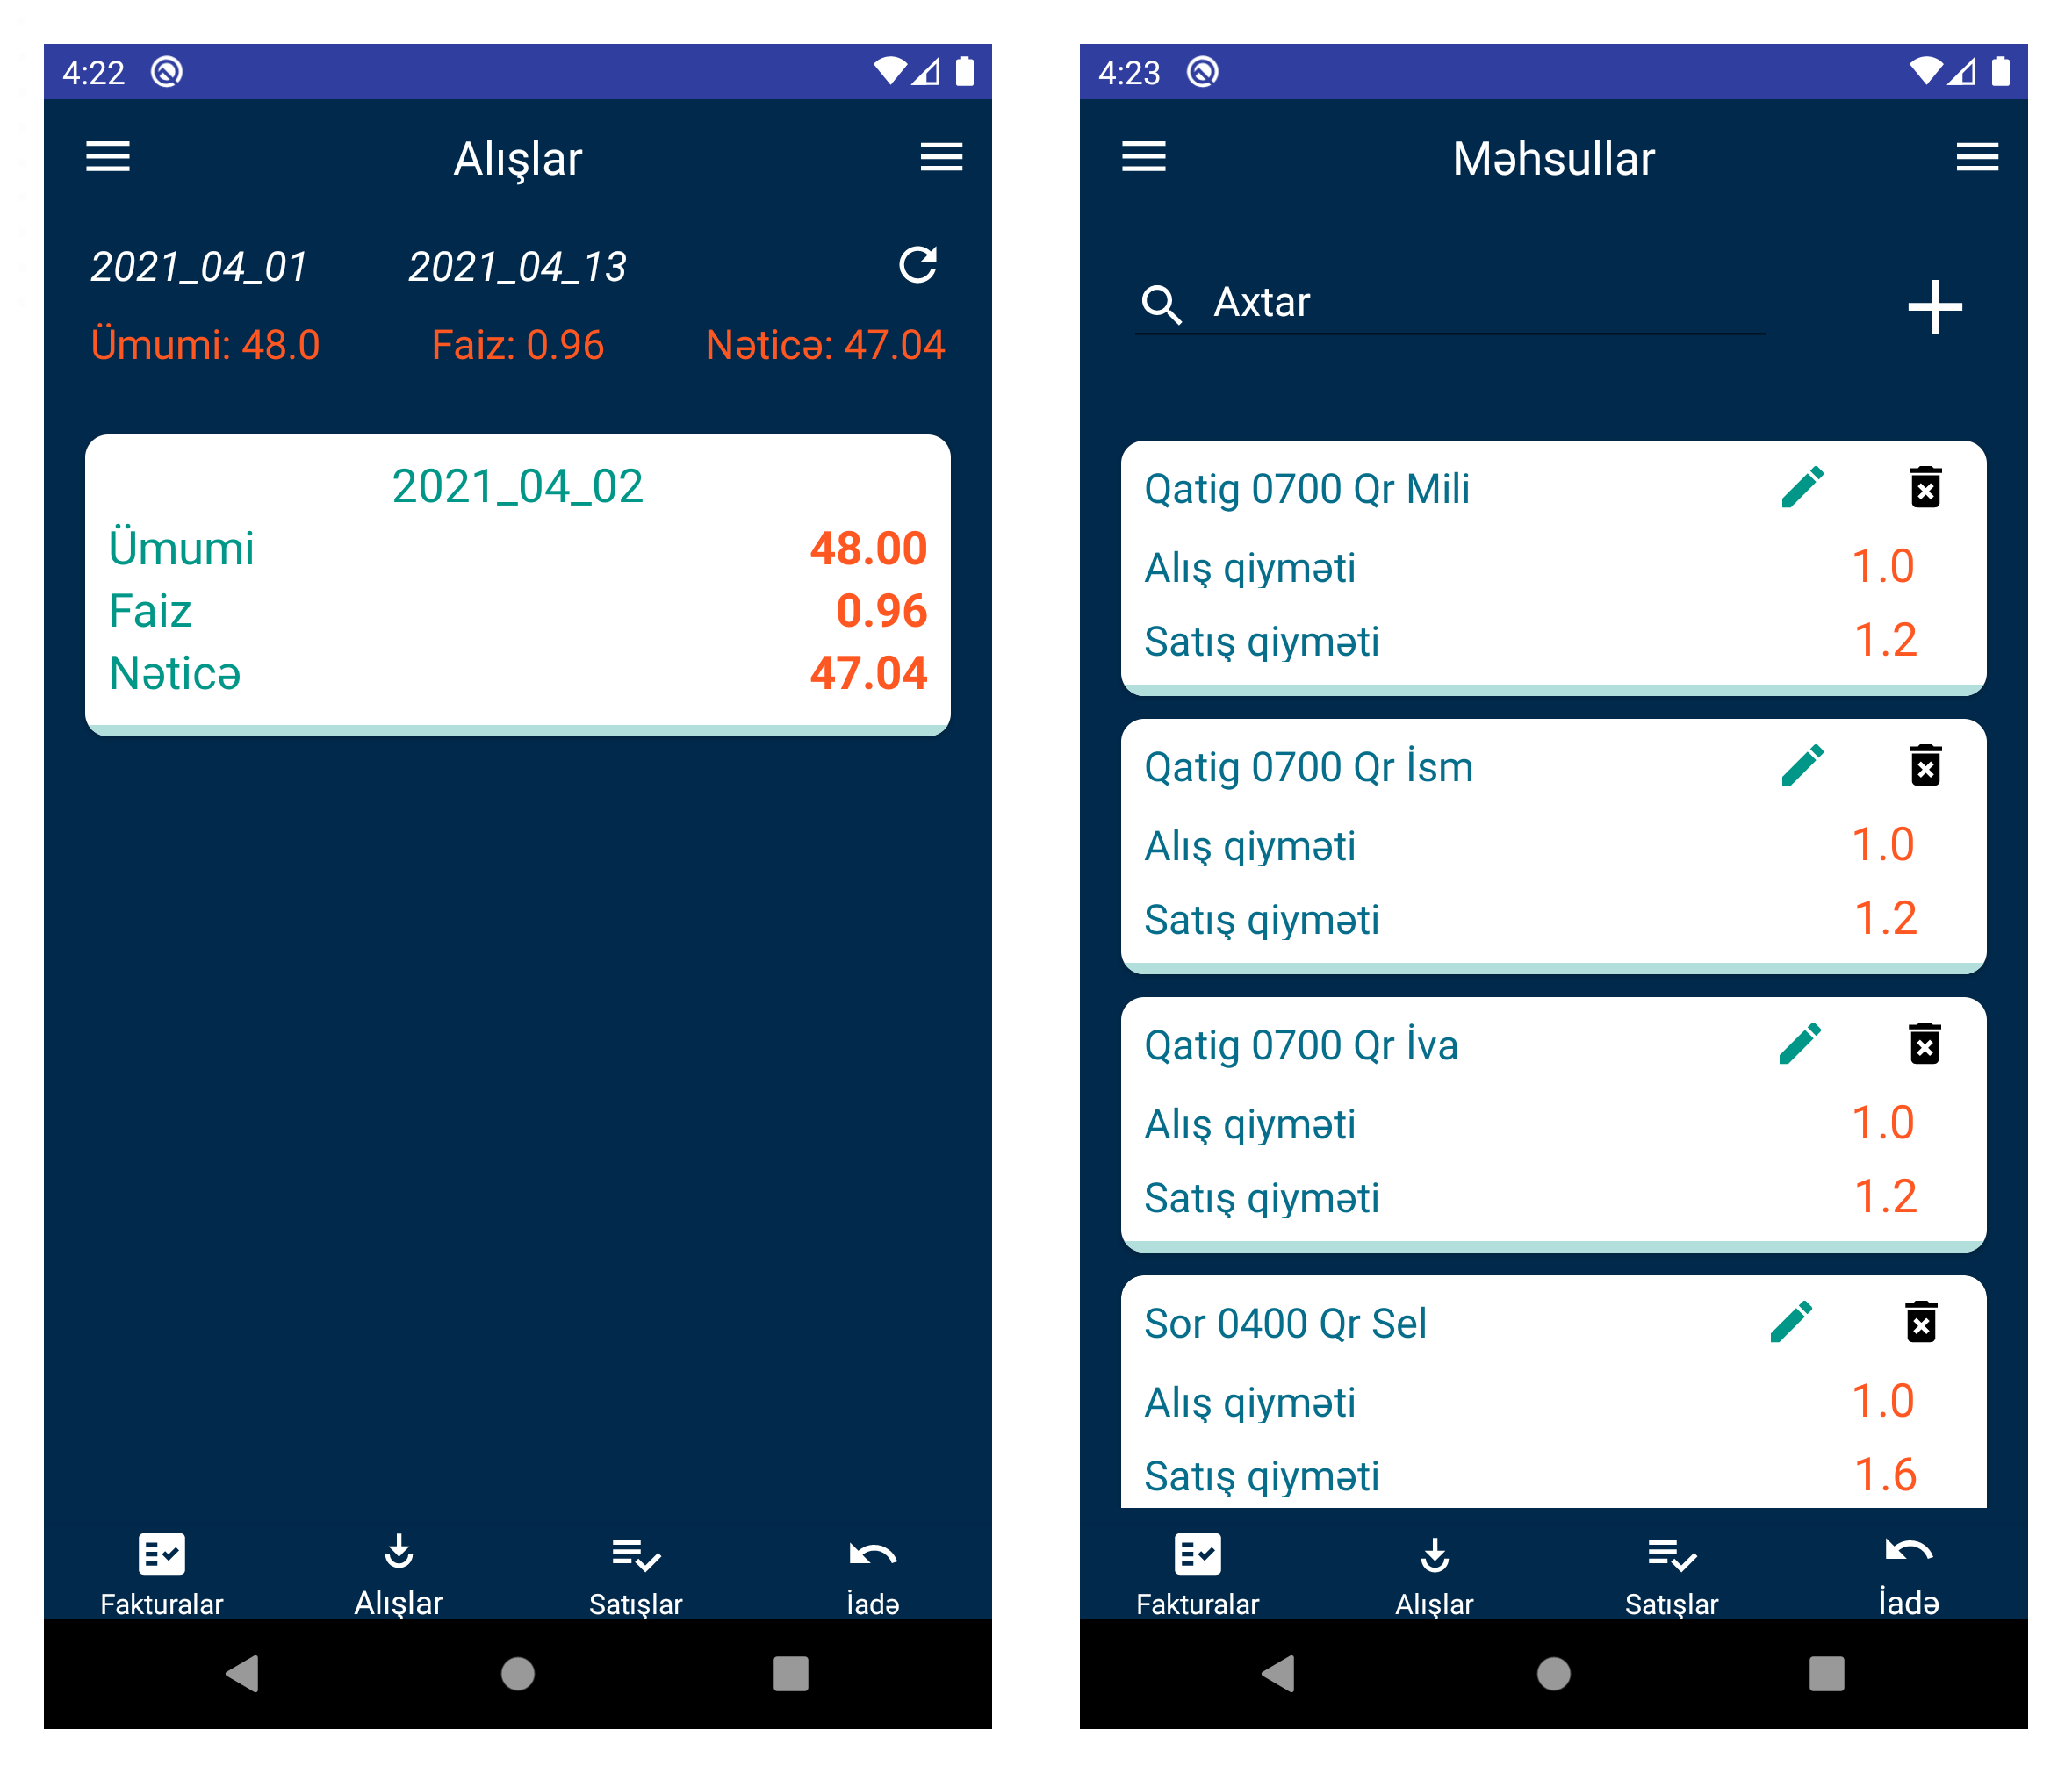 4:22
Alışlar
2021_04_01 2021_04_13
Ümumi: 48.0 Faiz: 0.96 Nəticə: 47.04
2021_04_02
Ümumi 48.00
Faiz 0.96
Nəticə 47.04
Fakturalar Alışlar Satışlar İadə
4:23
Məhsullar
Axtar
Qatig 0700 Qr Mili
Alış qiyməti 1.0
Satış qiyməti 1.2
Qatig 0700 Qr İsm
Alış qiyməti 1.0
Satış qiyməti 1.2
Qatig 0700 Qr İva
Alış qiyməti 1.0
Satış qiyməti 1.2
Sor 0400 Qr Sel
Alış qiyməti 1.0
Satış qiyməti 1.6
Fakturalar Alışlar Satışlar İadə